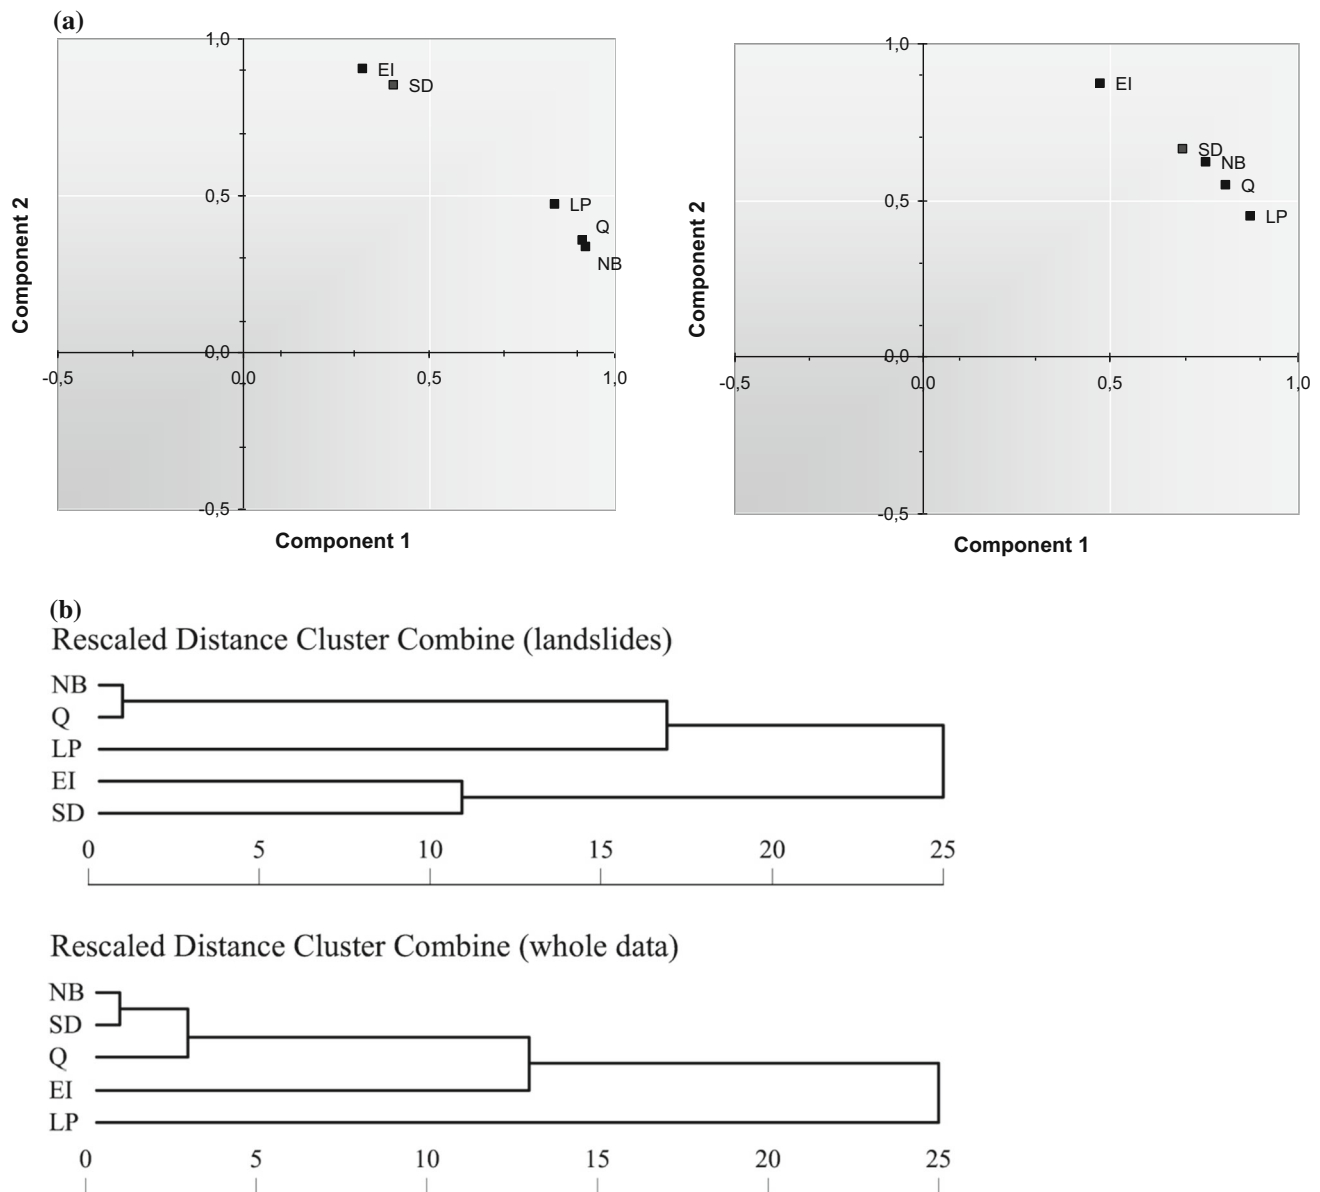 (a)
1,0
EI
SD
0,5
LP
Q
NB
Component 2
0,0
-0,5
0,0
0,5
1,0
-0,5
Component 1
1,0
EI
SD
NB
0,5
Q
LP
Component 2
0,0
-0,5
0,0
0,5
1,0
-0,5
Component 1
(b)
Rescaled Distance Cluster Combine (landslides)
NB
Q
LP
EI
SD
0 5 10 15 20 25
Rescaled Distance Cluster Combine (whole data)
NB
SD
Q
EI
LP
0 5 10 15 20 25